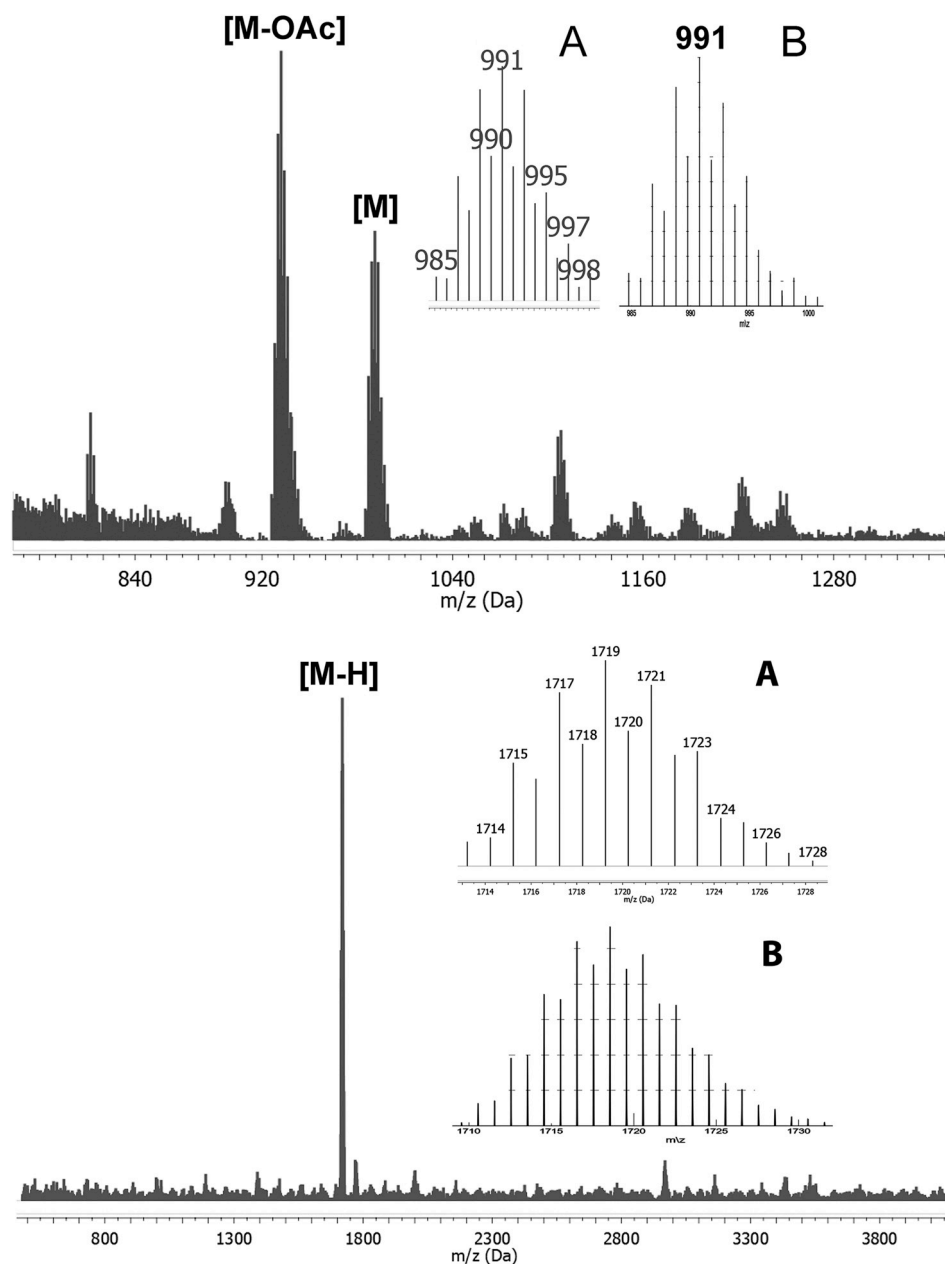 [M-OAc]
[M]
A
991
990
995
997
985
998
991
B
985 990 995 1000
m/z
840 920 1040 1160 1280
m/z (Da)
[M-H]
A
1719
1717
1721
1720
1718
1715
1723
1714
1724
1726
1728
1714 1716 1718 1720 1722 1724 1726 1728
m/z (Da)
B
1710 1715 1720 1725 1730
m\z
800 1300 1800 2300 2800 3300 3800
m/z (Da)